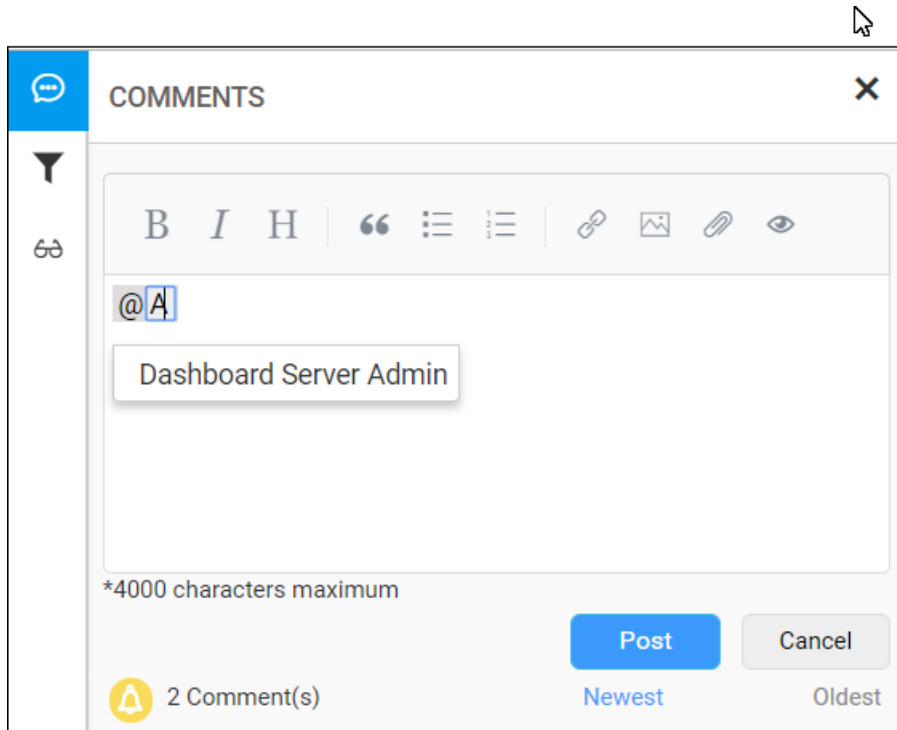 COMMENTS
B I H
@A
Dashboard Server Admin
*4000 characters maximum
Post Cancel
2 Comment(s) Newest Oldest